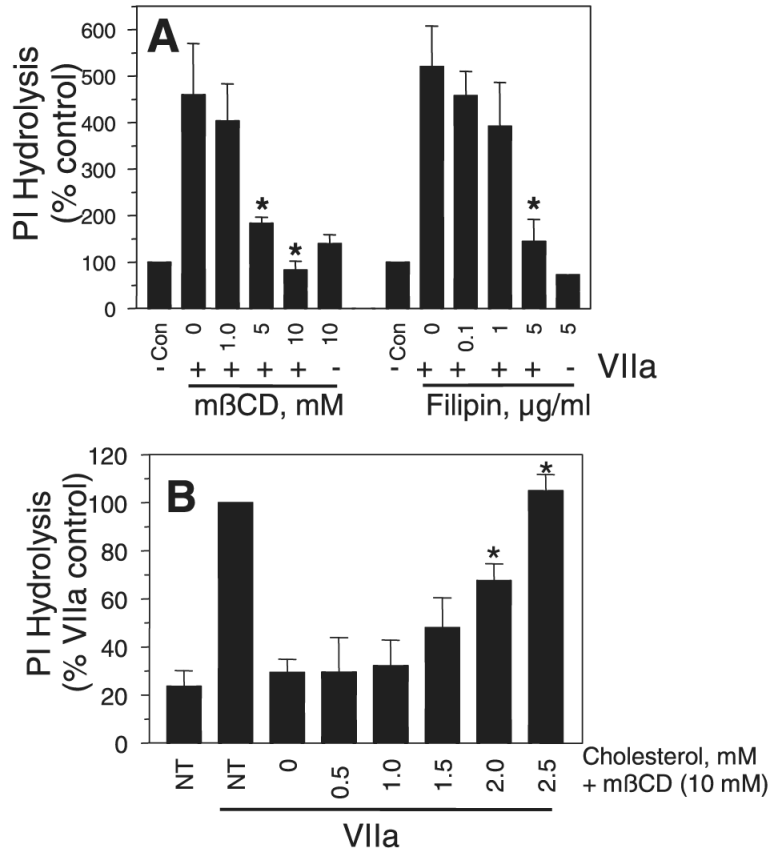 A
PI Hydrolysis
(% control)
600
500
400
300
200
100
0
* * *
Con 0 1.0 5 10 10 Con 0 0.1 1 5 5
- + + + + - - + + + + - VIIa
mßCD, mM Filipin, µg/ml
B
PI Hydrolysis
(% VIIa control)
120
100
80
60
40
20
0
* *
NT NT 0 0.5 1.0 1.5 2.0 2.5
Cholesterol, mM
+ mßCD (10 mM)
VIIa